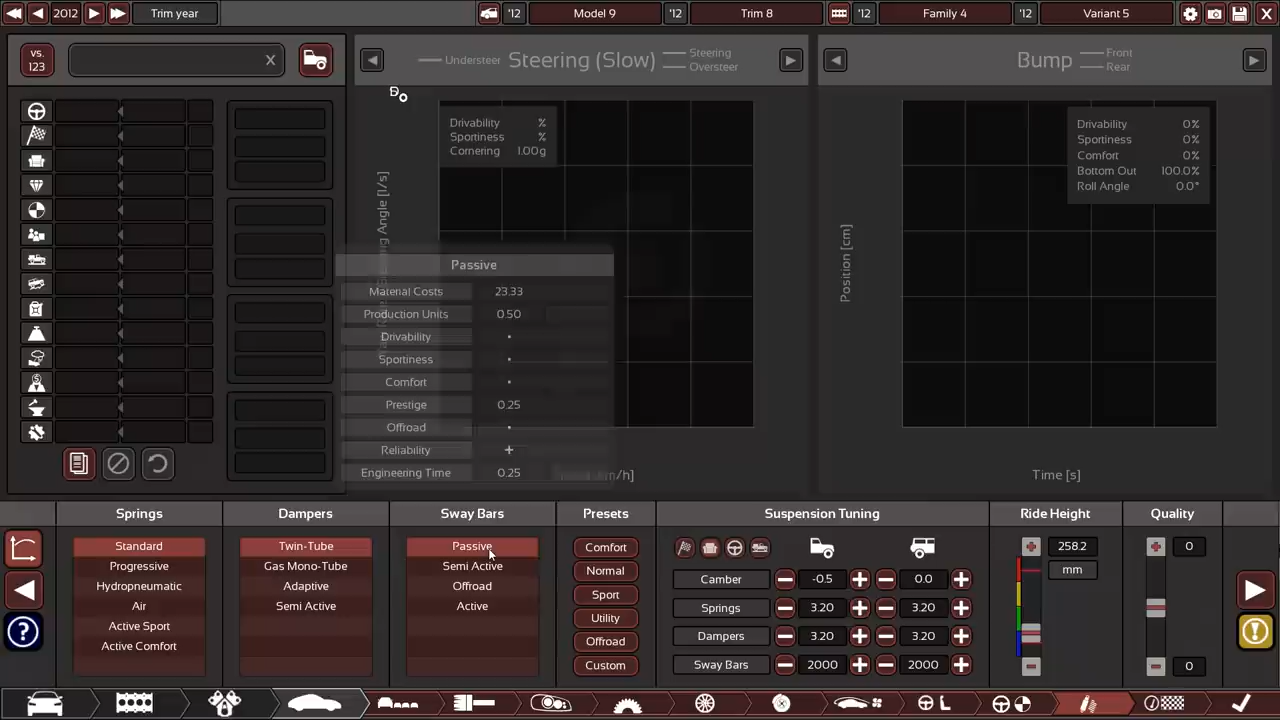 2012 Trim year '12 Model 9 '12 Trim 8 '12 Family 4 '12 Variant 5
vs. 123 X
Understeer Steering (Slow) Steering Oversteer
Bump Front Rear
Drivability %
Sportiness %
Cornering 1.00g
Angle [l/s]
Drivability 0%
Sportiness 0%
Comfort 0%
Bottom Out 100.0%
Roll Angle 0.0°
Position [cm]
Time [s]
Passive
Material Costs 23.33
Production Units 0.50
Drivability •
Sportiness •
Comfort •
Prestige 0.25
Offroad •
Reliability +
Engineering Time 0.25
Springs
Standard
Progressive
Hydropneumatic
Air
Active Sport
Active Comfort
Dampers
Twin-Tube
Gas Mono-Tube
Adaptive
Semi Active
Sway Bars
Passive
Semi Active
Offroad
Active
Presets
Comfort
Normal
Sport
Utility
Offroad
Custom
Suspension Tuning
Camber -0.5 0.0
Springs 3.20 3.20
Dampers 3.20 3.20
Sway Bars 2000 2000
Ride Height
258.2
mm
Quality
0
0